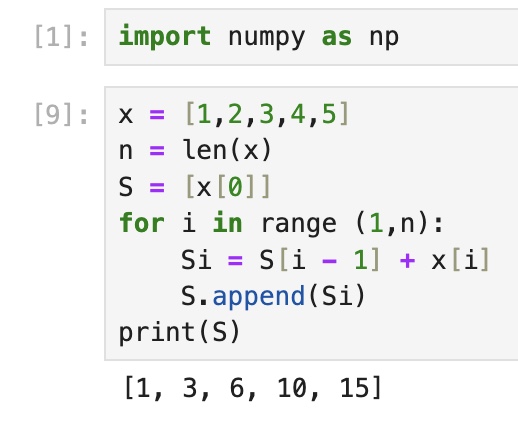 [1]: import numpy as np
[9]: x = [1,2,3,4,5]
n = len(x)
S = [x[0]]
for i in range (1,n):
    Si = S[i - 1] + x[i]
    S.append(Si)
print(S)
[1, 3, 6, 10, 15]